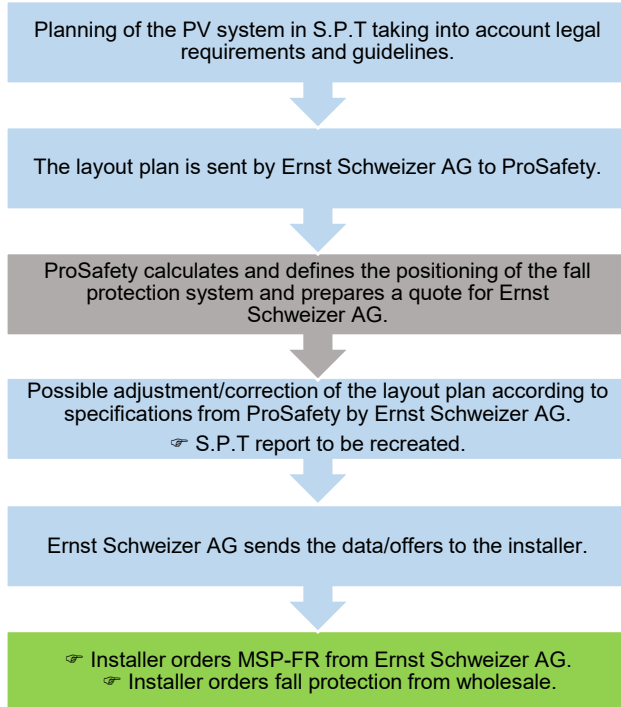 Planning of the PV system in S.P.T taking into account legal
requirements and guidelines.
The layout plan is sent by Ernst Schweizer AG to ProSafety.
ProSafety calculates and defines the positioning of the fall
protection system and prepares a quote for Ernst
Schweizer AG.
Possible adjustment/correction of the layout plan according to
specifications from ProSafety by Ernst Schweizer AG.
☞ S.P.T report to be recreated.
Ernst Schweizer AG sends the data/offers to the installer.
☞ Installer orders MSP-FR from Ernst Schweizer AG.
☞ Installer orders fall protection from wholesale.